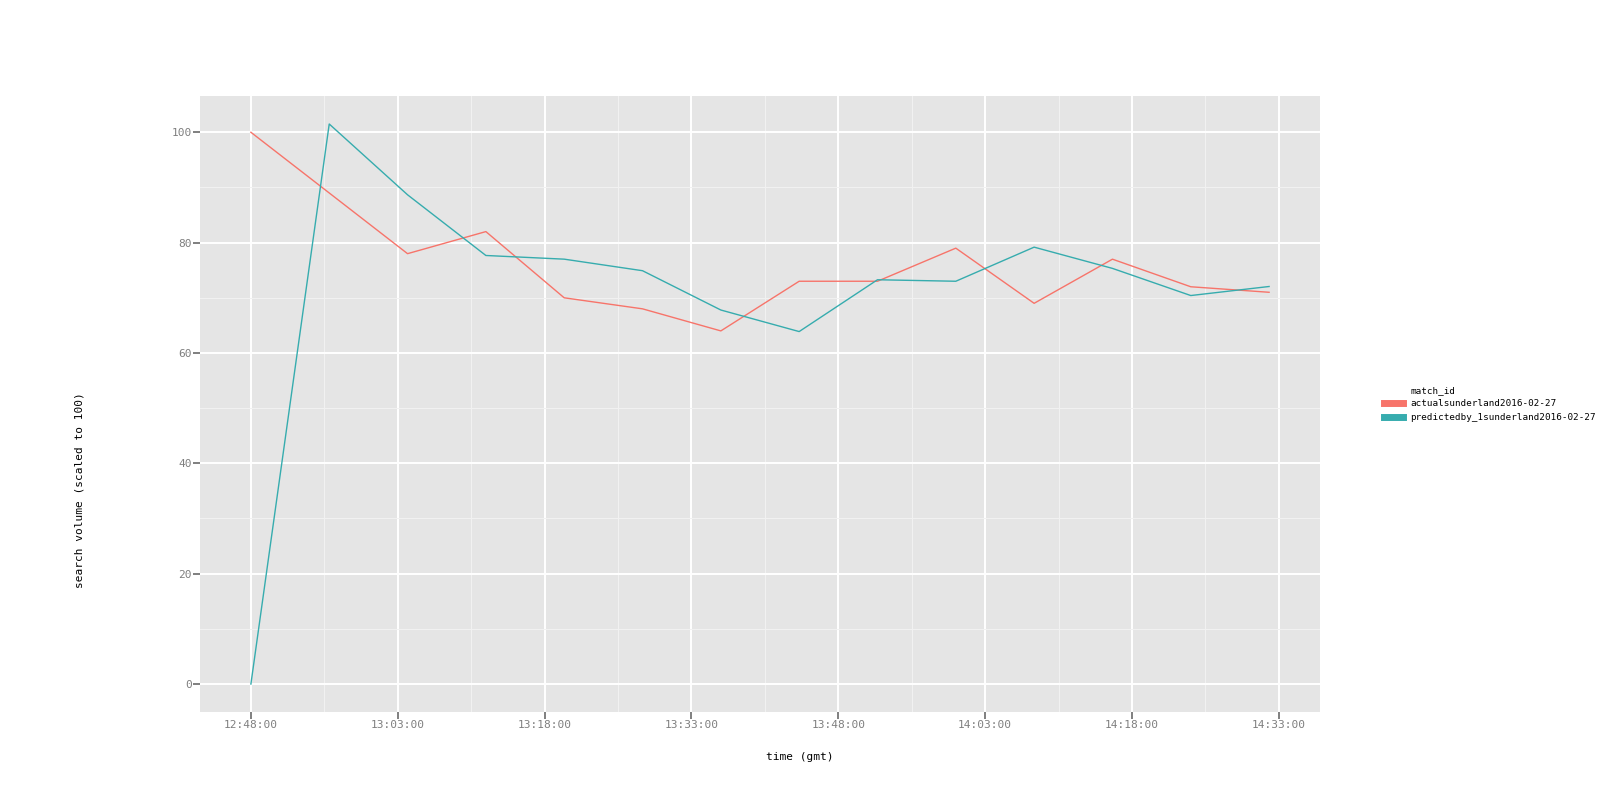 100
80
60
40
20
0
search volume (scaled to 100)
12:48:00 13:03:00 13:18:00 13:33:00 13:48:00 14:03:00 14:18:00 14:33:00
time (gmt)
match_id
actualsunderland2016-02-27
predictedby_1sunderland2016-02-27